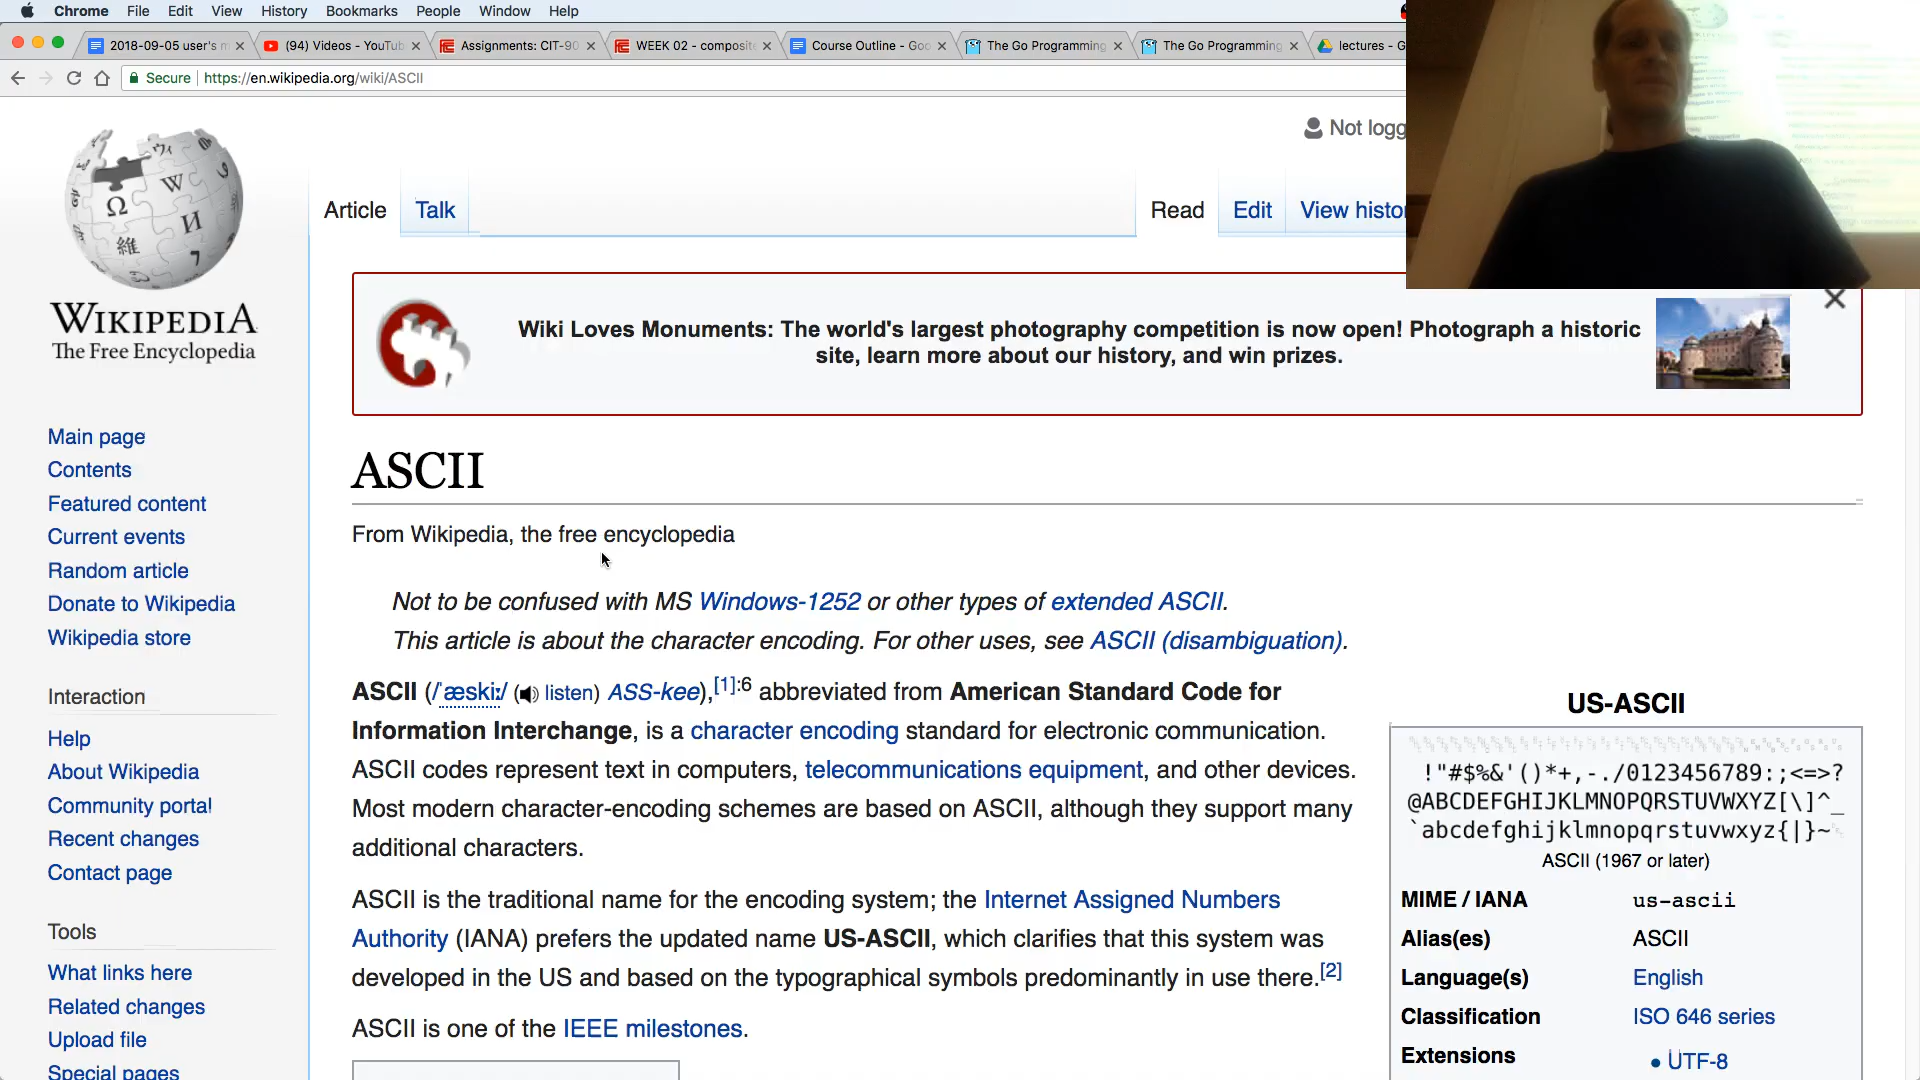 Chrome File Edit View History Bookmarks People Window Help
2018-09-05 user's m
(94) Videos - YouTub
Assignments: CIT-90
WEEK 02 - composit
Course Outline - Goo
The Go Programming
The Go Programming
lectures - G
Secure https://en.wikipedia.org/wiki/ASCII
WIKIPEDIA
The Free Encyclopedia
Not logg
Article Talk Read Edit View histo
Wiki Loves Monuments: The world's largest photography competition is now open! Photograph a historic
site, learn more about our history, and win prizes.
Main page
Contents
Featured content
Current events
Random article
Donate to Wikipedia
Wikipedia store
Interaction
Help
About Wikipedia
Community portal
Recent changes
Contact page
Tools
What links here
Related changes
Upload file
Special pages
ASCII
From Wikipedia, the free encyclopedia
Not to be confused with MS Windows-1252 or other types of extended ASCII.
This article is about the character encoding. For other uses, see ASCII (disambiguation).
ASCII (/ˈæskiː/ (listen) ASS-kee),[1]:6 abbreviated from American Standard Code for
Information Interchange, is a character encoding standard for electronic communication.
ASCII codes represent text in computers, telecommunications equipment, and other devices.
Most modern character-encoding schemes are based on ASCII, although they support many
additional characters.
ASCII is the traditional name for the encoding system; the Internet Assigned Numbers
Authority (IANA) prefers the updated name US-ASCII, which clarifies that this system was
developed in the US and based on the typographical symbols predominantly in use there.[2]
ASCII is one of the IEEE milestones.
US-ASCII
!"#$%&'()*+,-./0123456789:;<=>?
@ABCDEFGHIJKLMNOPQRSTUVWXYZ[\]^_
`abcdefghijklmnopqrstuvwxyz{|}~
ASCII (1967 or later)
MIME / IANA us-ascii
Alias(es) ASCII
Language(s) English
Classification ISO 646 series
Extensions • UTF-8